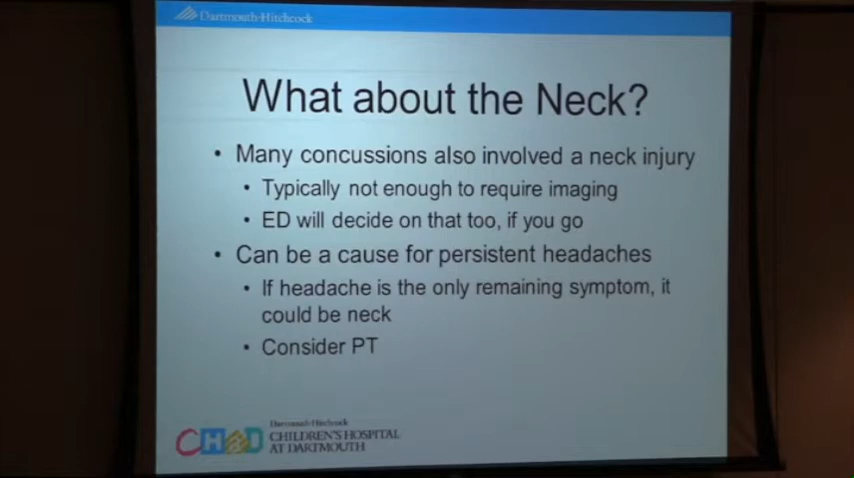 Dartmouth-Hitchcock
What about the Neck?
• Many concussions also involved a neck injury
• Typically not enough to require imaging
• ED will decide on that too, if you go
• Can be a cause for persistent headaches
• If headache is the only remaining symptom, it
could be neck
• Consider PT
CHaD
Dartmouth-Hitchcock
CHILDREN'S HOSPITAL
AT DARTMOUTH